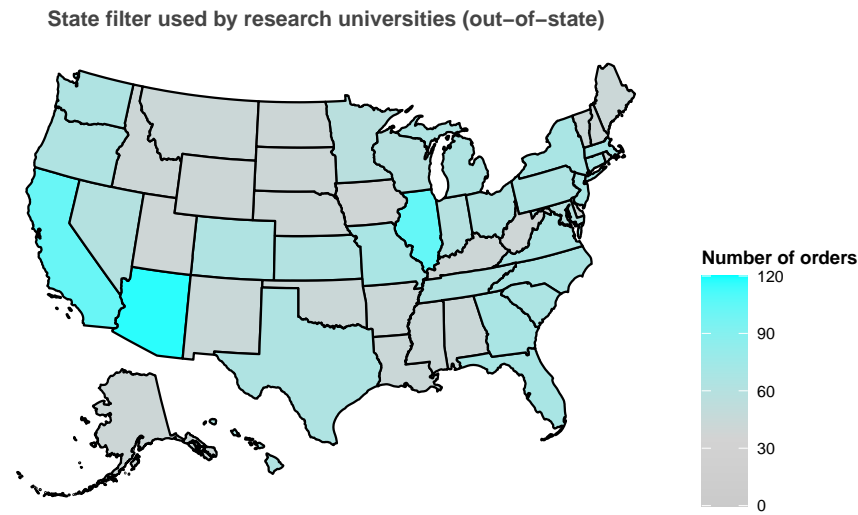 State filter used by research universities (out−of−state)
Number of orders
120
90
60
30
0